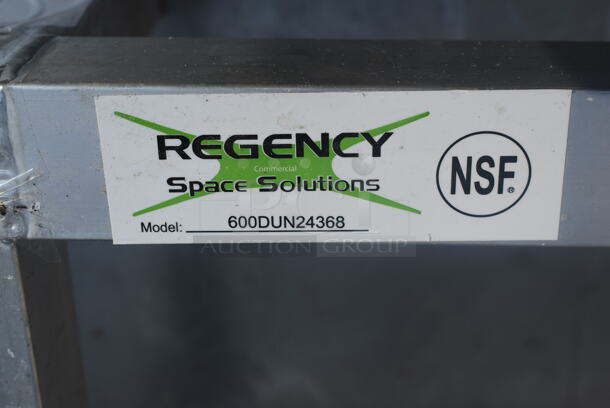 REGENCY
Commercial
Space Solutions
Model: 600DUN24368
NSF®
AUCTION GROUP